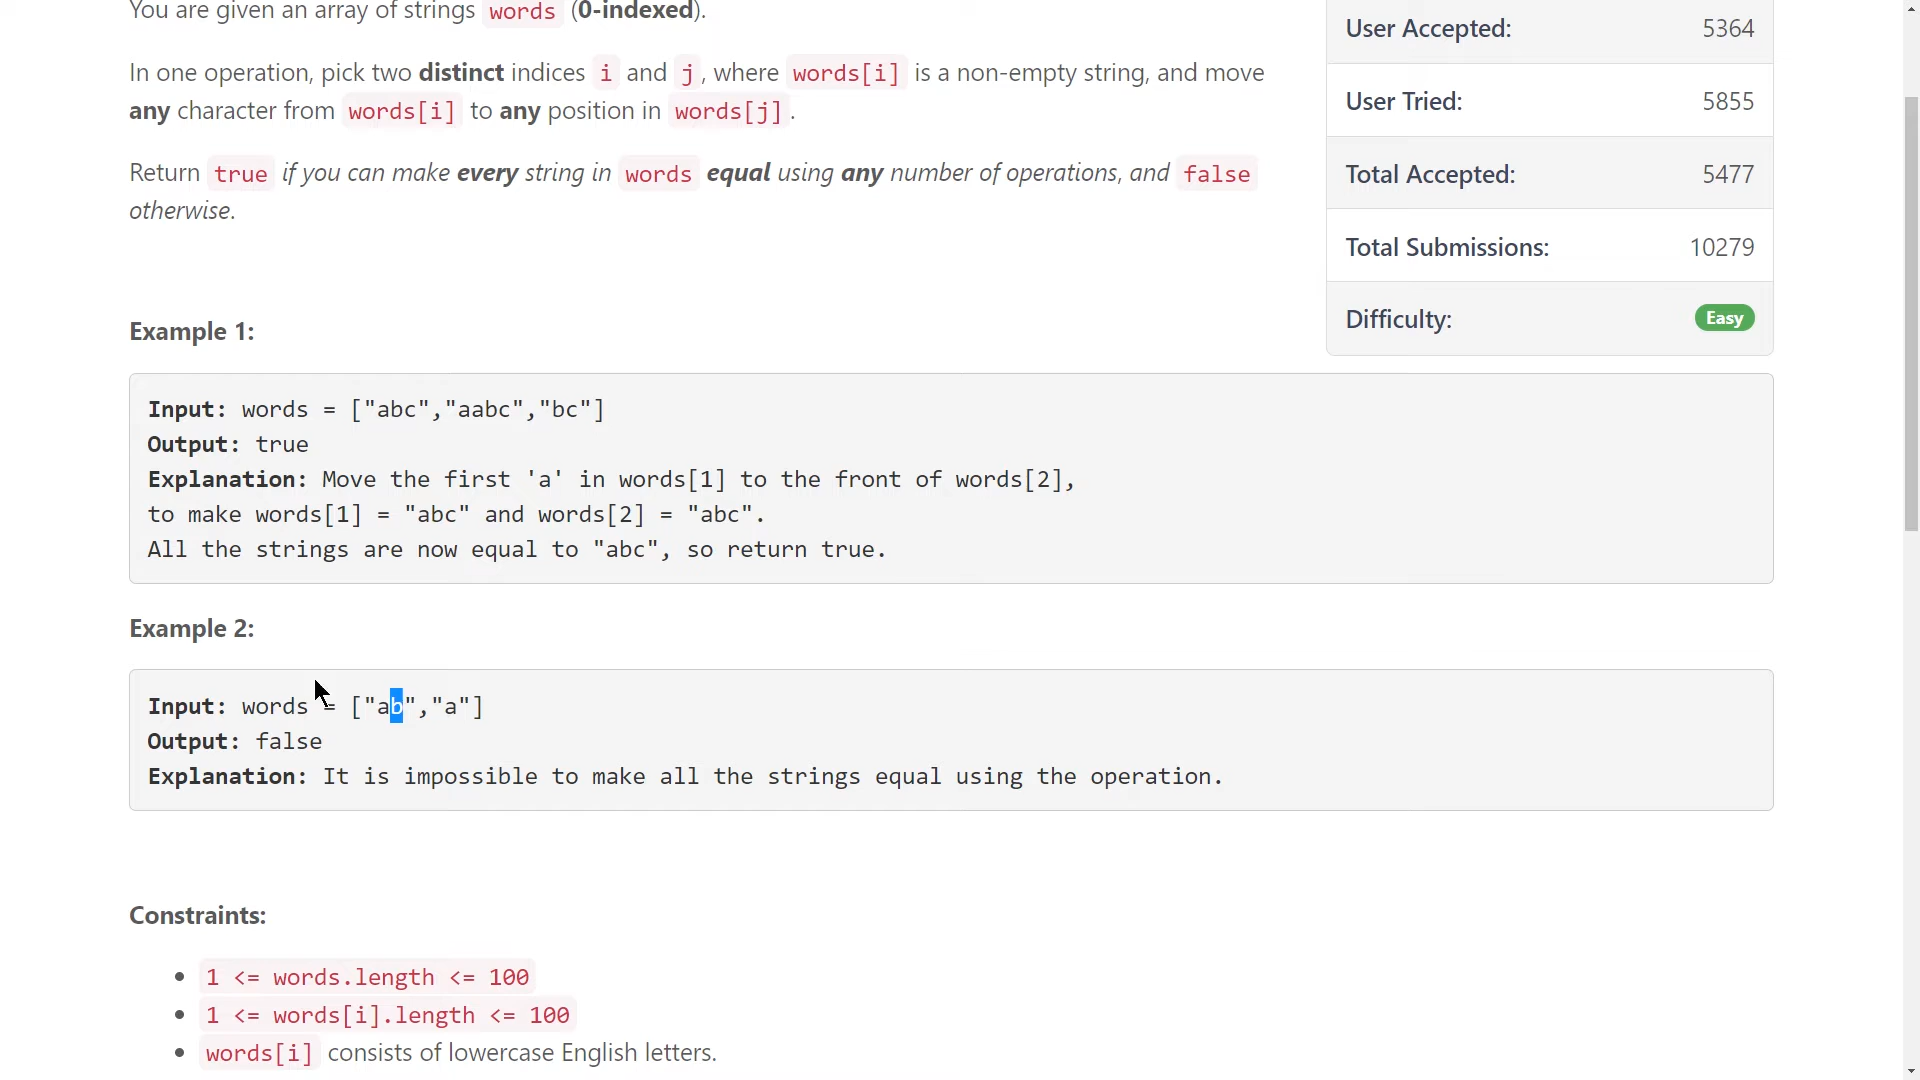 You are given an array of strings words (0-indexed).
In one operation, pick two distinct indices i and j, where words[i] is a non-empty string, and move
any character from words[i] to any position in words[j].
Return true if you can make every string in words equal using any number of operations, and false
otherwise.
User Accepted: 5364
User Tried: 5855
Total Accepted: 5477
Total Submissions: 10279
Difficulty: Easy
Example 1:
Input: words = ["abc","aabc","bc"]
Output: true
Explanation: Move the first 'a' in words[1] to the front of words[2],
to make words[1] = "abc" and words[2] = "abc".
All the strings are now equal to "abc", so return true.
Example 2:
Input: words = ["ab","a"]
Output: false
Explanation: It is impossible to make all the strings equal using the operation.
Constraints:
1 <= words.length <= 100
1 <= words[i].length <= 100
words[i] consists of lowercase English letters.